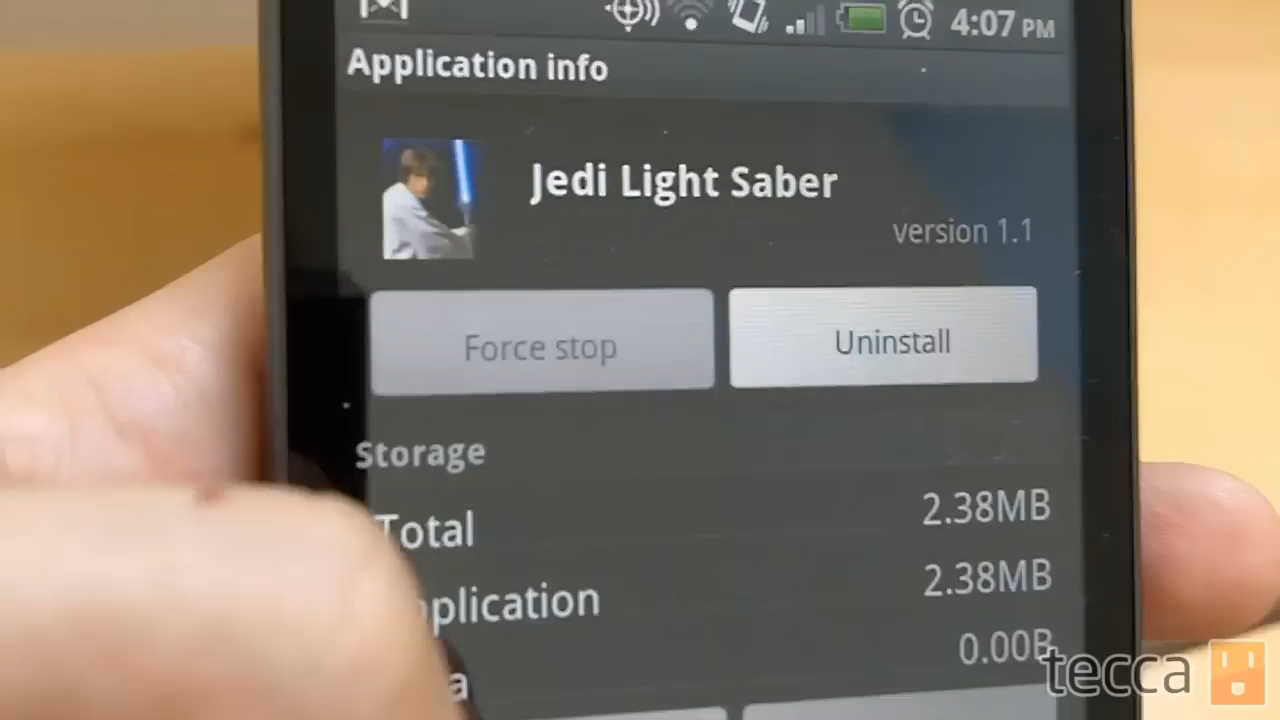 4:07 PM
Application info
Jedi Light Saber
version 1.1
Force stop
Uninstall
Storage
Total 2.38MB
pplication 2.38MB
a 0.00B
tecca